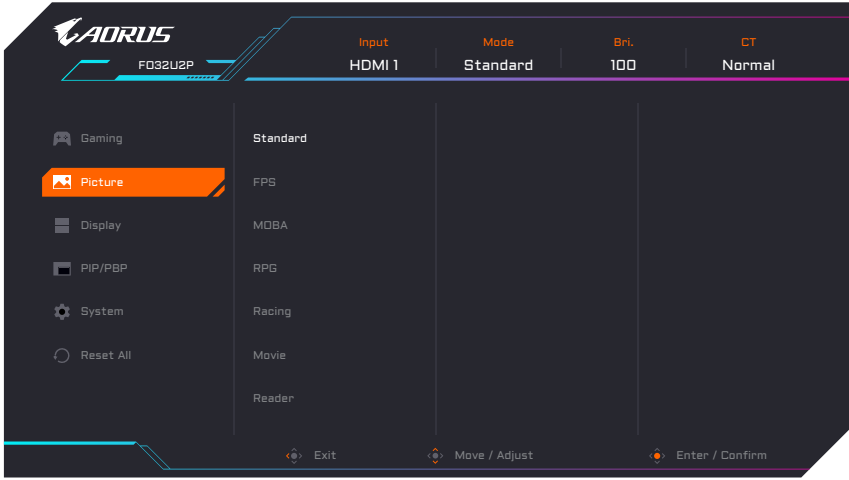 AORUS
FO32U2P
Input Mode Bri. CT
HDMI 1 Standard 100 Normal
Gaming Standard
Picture FPS
Display MOBA
PIP/PBP RPG
System Racing
Reset All Movie
Reader
Exit Move / Adjust Enter / Confirm